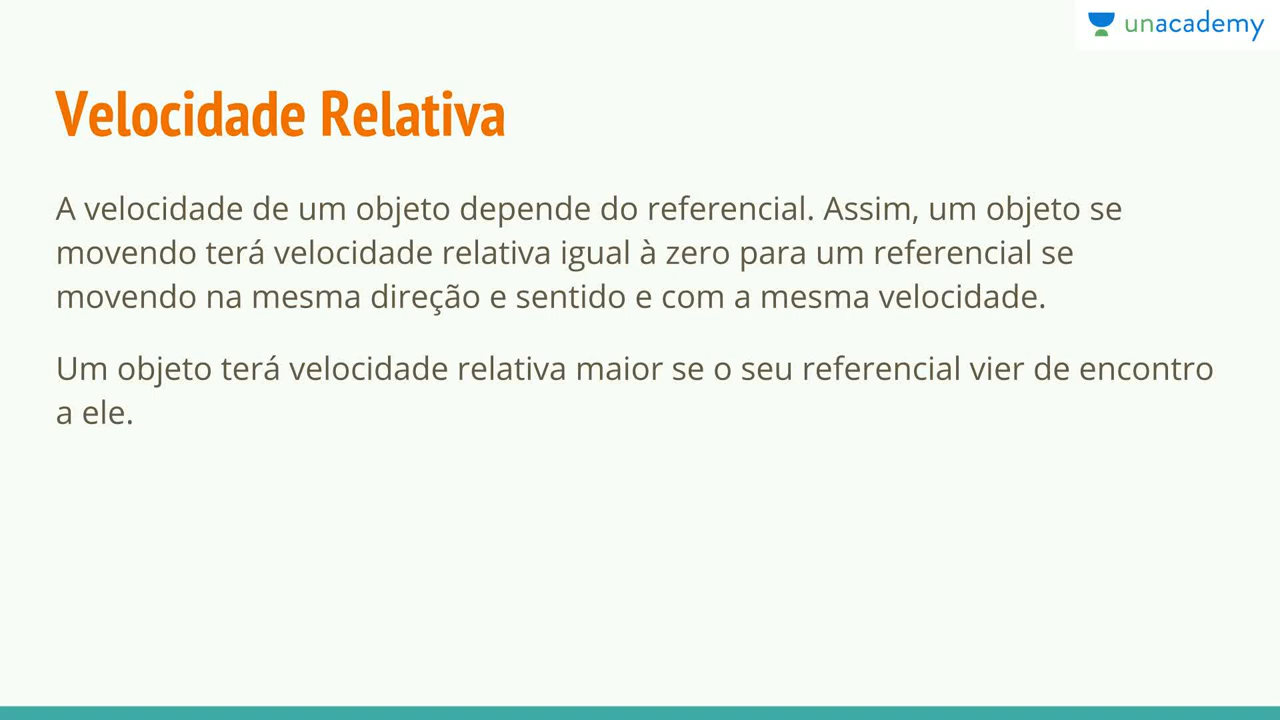 unacademy
Velocidade Relativa
A velocidade de um objeto depende do referencial. Assim, um objeto se
movendo terá velocidade relativa igual à zero para um referencial se
movendo na mesma direção e sentido e com a mesma velocidade.
Um objeto terá velocidade relativa maior se o seu referencial vier de encontro
a ele.